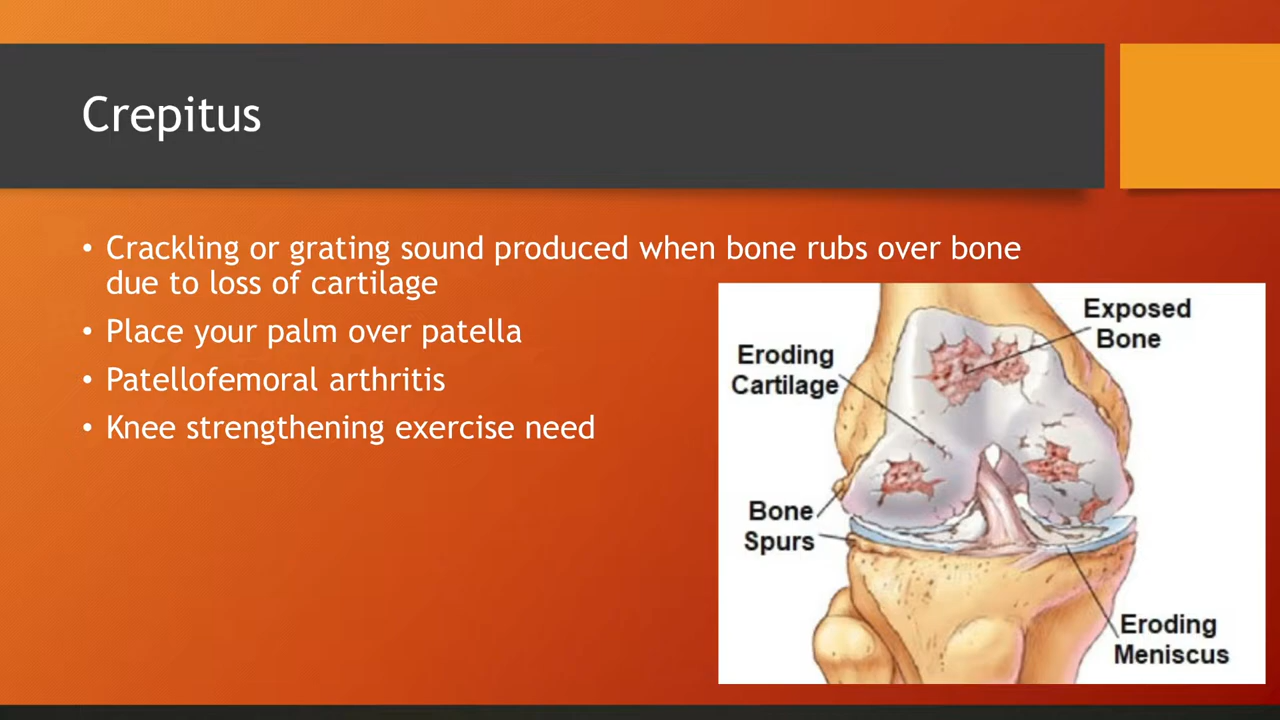 Crepitus
• Crackling or grating sound produced when bone rubs over bone
due to loss of cartilage
• Place your palm over patella
• Patellofemoral arthritis
• Knee strengthening exercise need
Exposed
Bone
Eroding
Cartilage
Bone
Spurs
Eroding
Meniscus